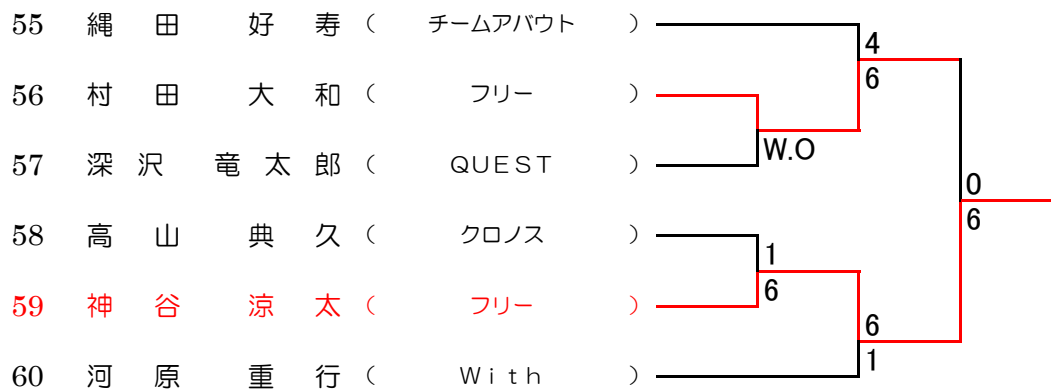 55 縄田 好寿 （ チームアバウト ）
4
56 村田 大和 （ フリー ）
6
W.O
57 深沢 竜太郎 （ QUEST ）
0
6
58 高山 典久 （ クロノス ）
1
6
59 神谷 涼太 （ フリー ）
6
1
60 河原 重行 （ With ）